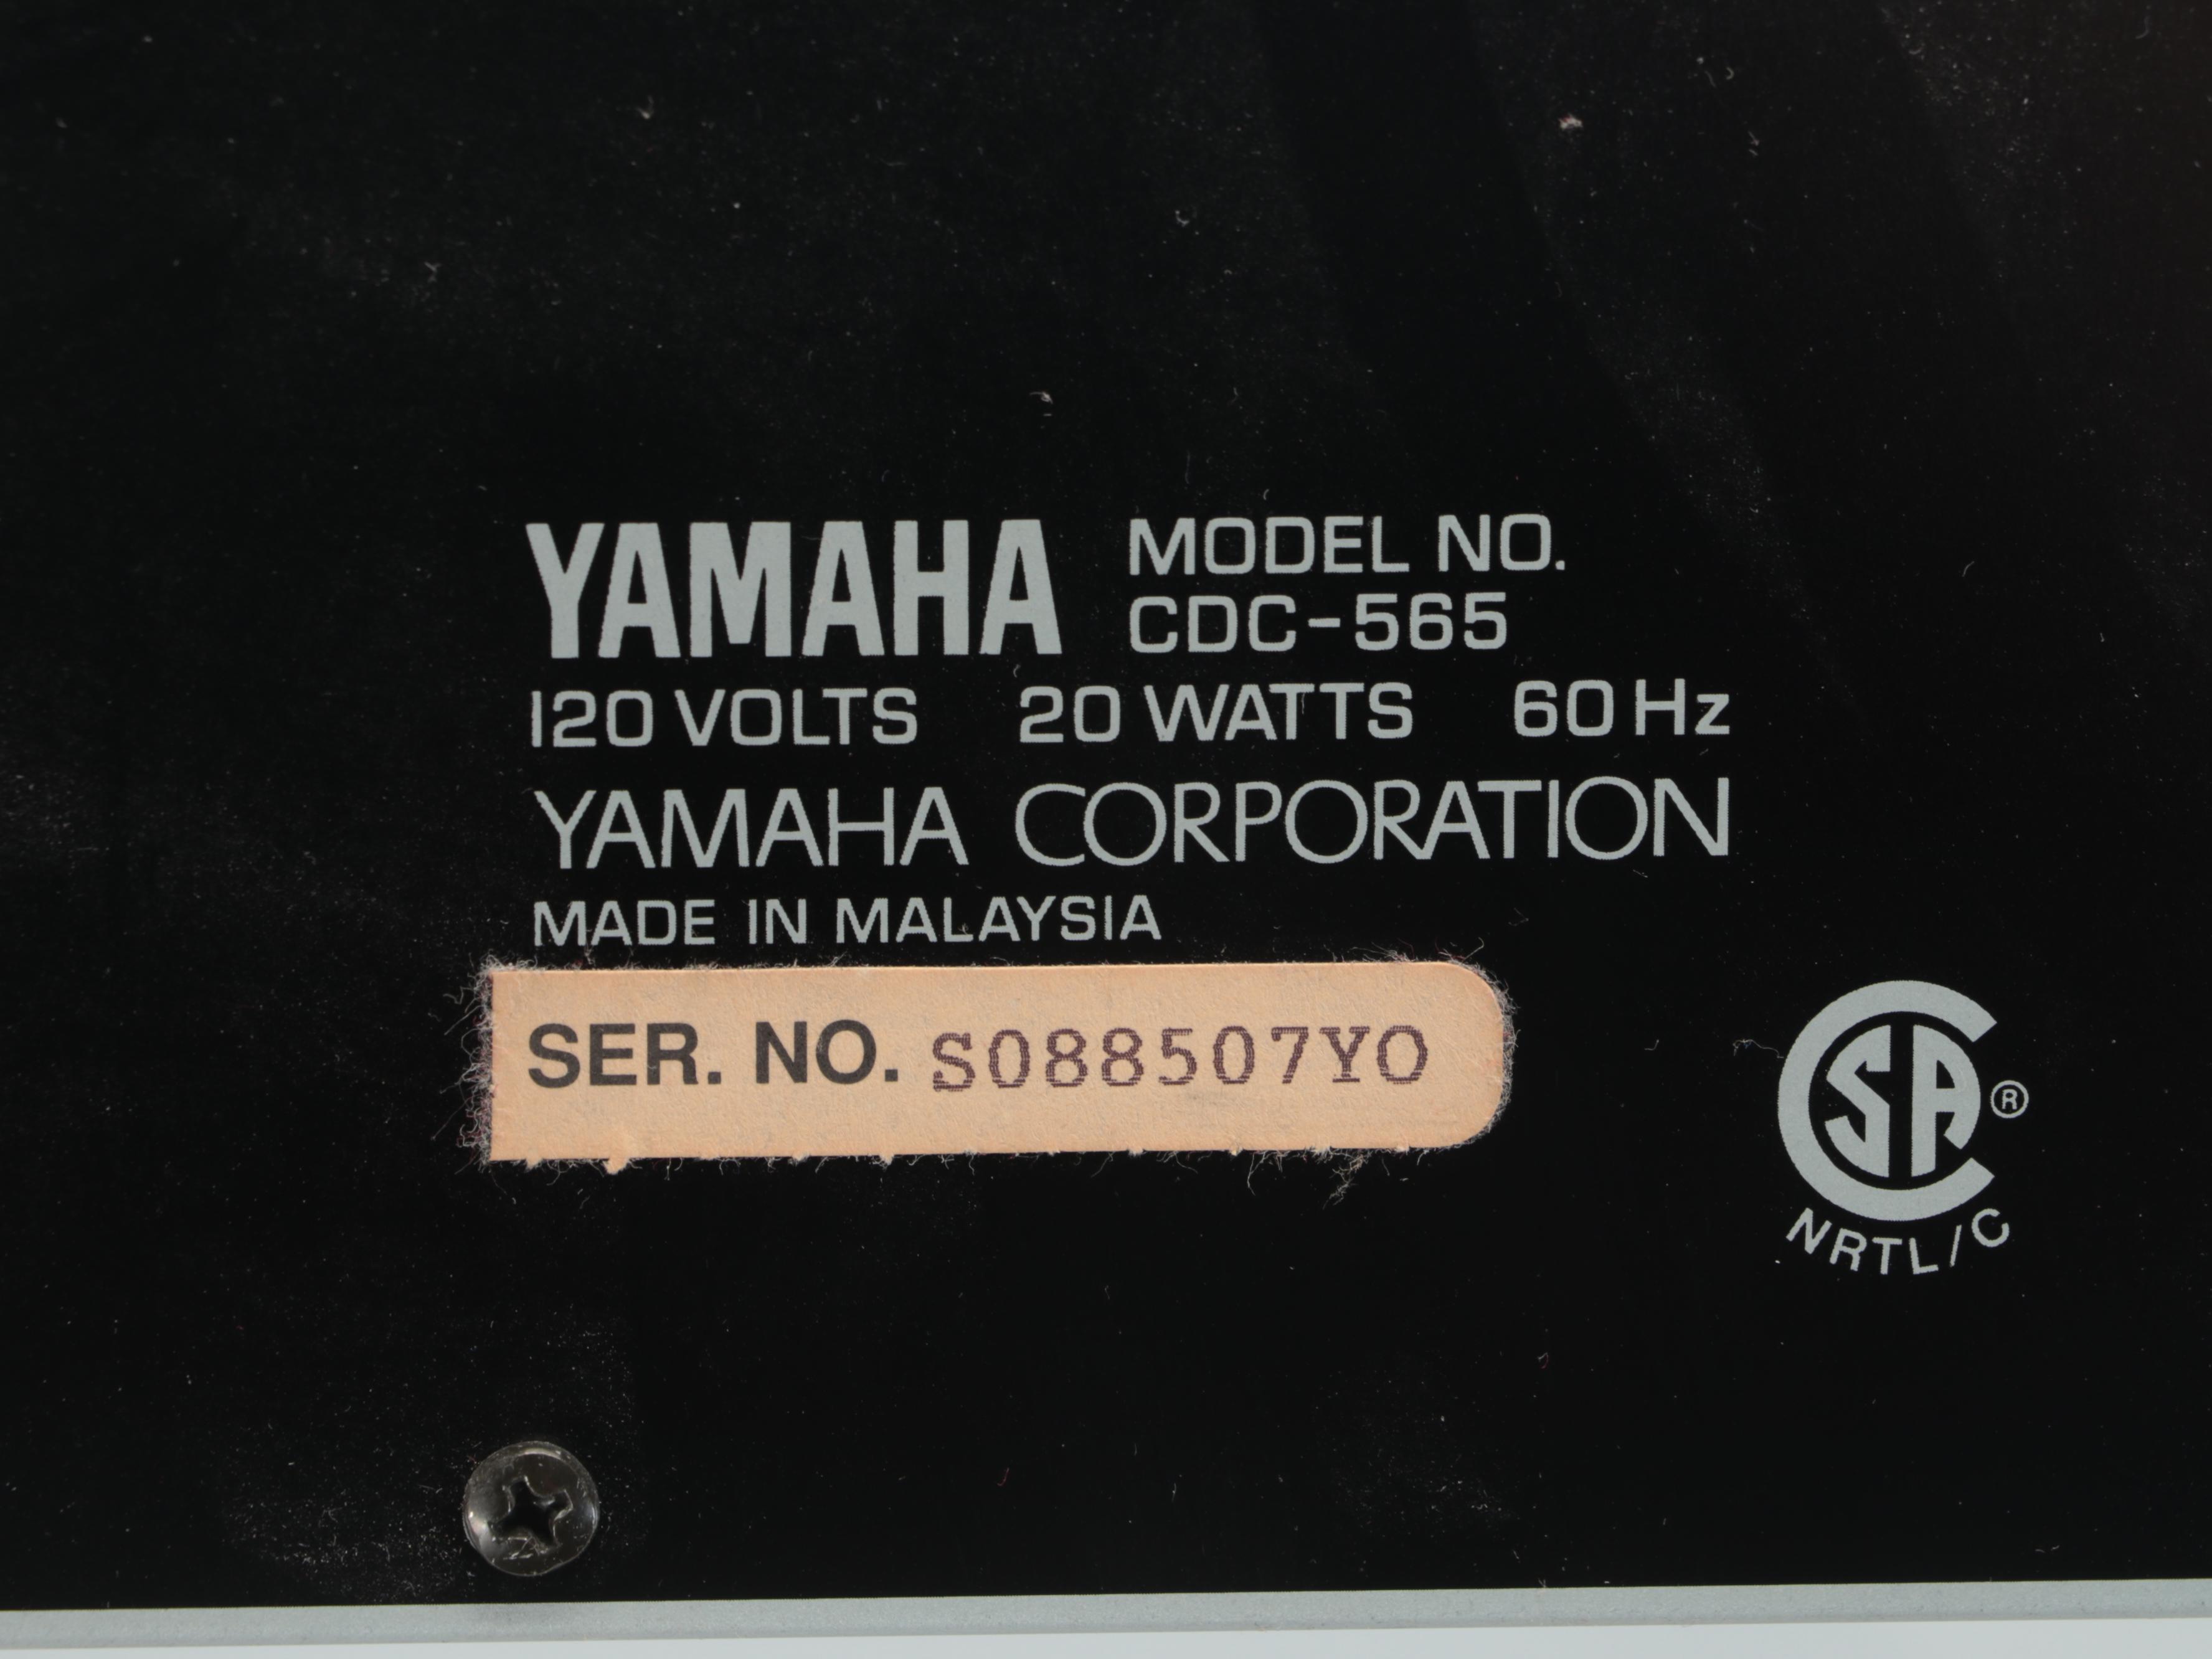 YAMAHA MODEL NO.
CDC-565
120 VOLTS 20 WATTS 60 Hz
YAMAHA CORPORATION
MADE IN MALAYSIA
SER. NO. S088507YO
CSA ®
NRTL/C